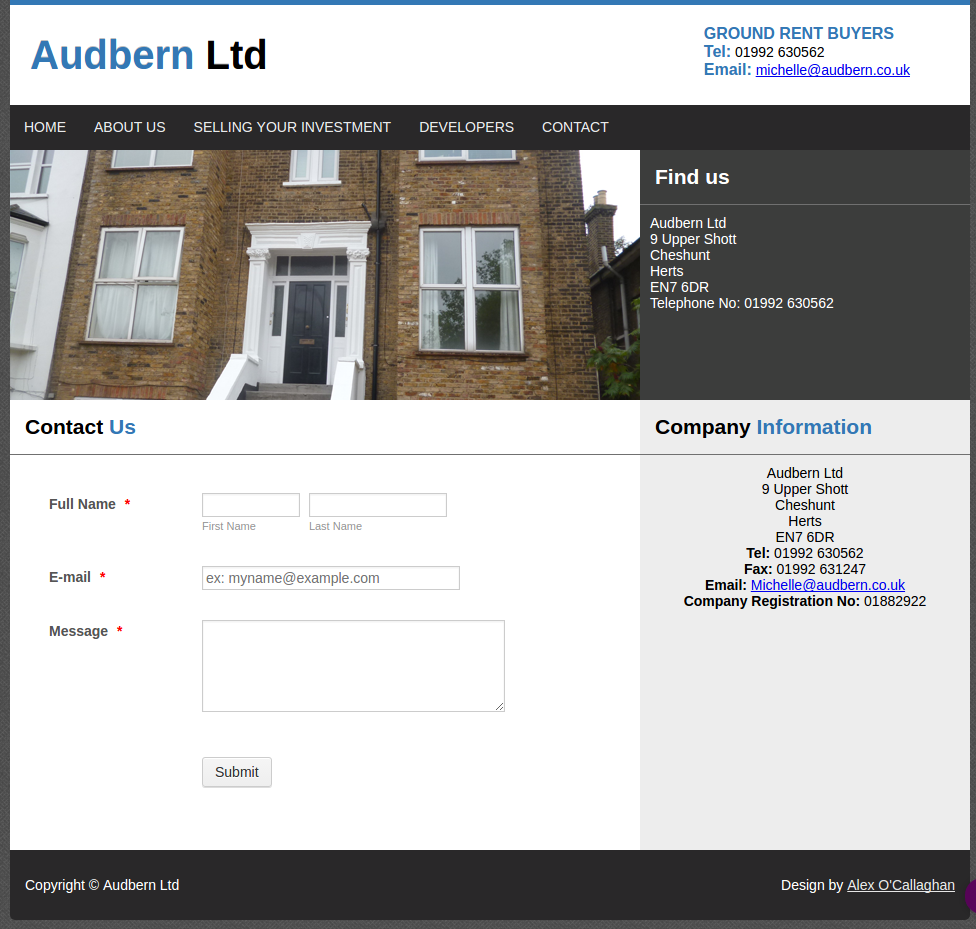 Audbern Ltd
GROUND RENT BUYERS
Tel: 01992 630562
Email: michelle@audbern.co.uk
HOME ABOUT US SELLING YOUR INVESTMENT DEVELOPERS CONTACT
Find us
Audbern Ltd
9 Upper Shott
Cheshunt
Herts
EN7 6DR
Telephone No: 01992 630562
Contact Us
Full Name *
First Name Last Name
E-mail * ex: myname@example.com
Message *
Submit
Company Information
Audbern Ltd
9 Upper Shott
Cheshunt
Herts
EN7 6DR
Tel: 01992 630562
Fax: 01992 631247
Email: Michelle@audbern.co.uk
Company Registration No: 01882922
Copyright © Audbern Ltd
Design by Alex O'Callaghan